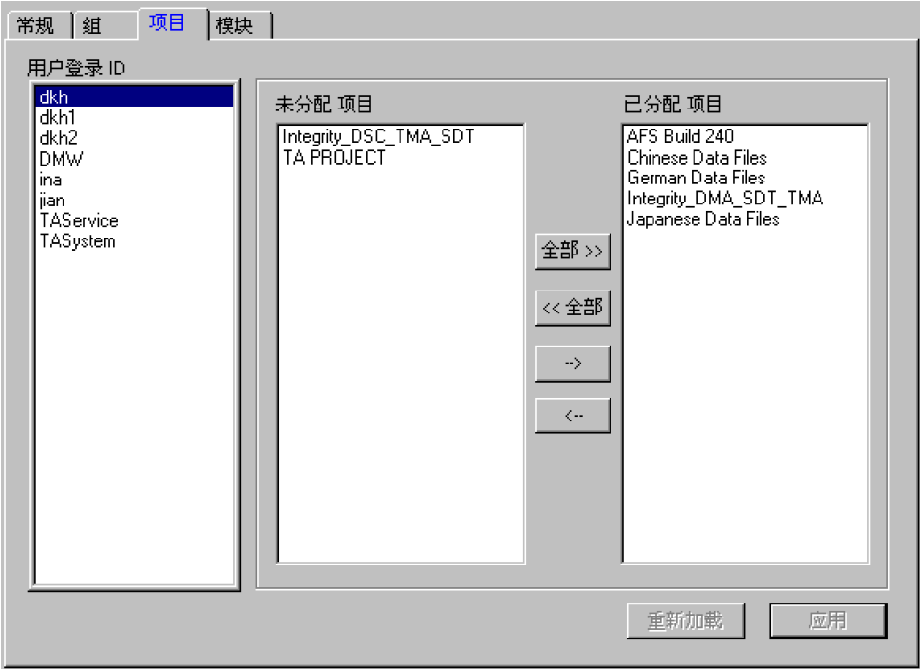 常规 组 项目 模块
用户登录 ID
dkh
dkh1
dkh2
DMW
ina
jian
TAService
TASystem
未分配 项目
Integrity_DSC_TMA_SDT
TA PROJECT
全部 >>
<< 全部
-->
<--
已分配 项目
AFS Build 240
Chinese Data Files
German Data Files
Integrity_DMA_SDT_TMA
Japanese Data Files
重新加载 应用